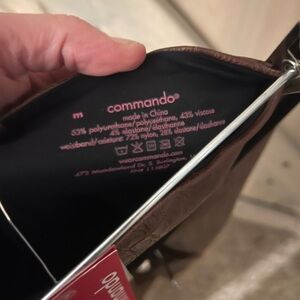 m
commando®
made in China
53% polyurethane/polyuréthane, 43% viscose
4% elastane/élasthanne
waistband/ceinture: 72% nylon, 28% elastane/élasthanne
wearcommando.com
commando